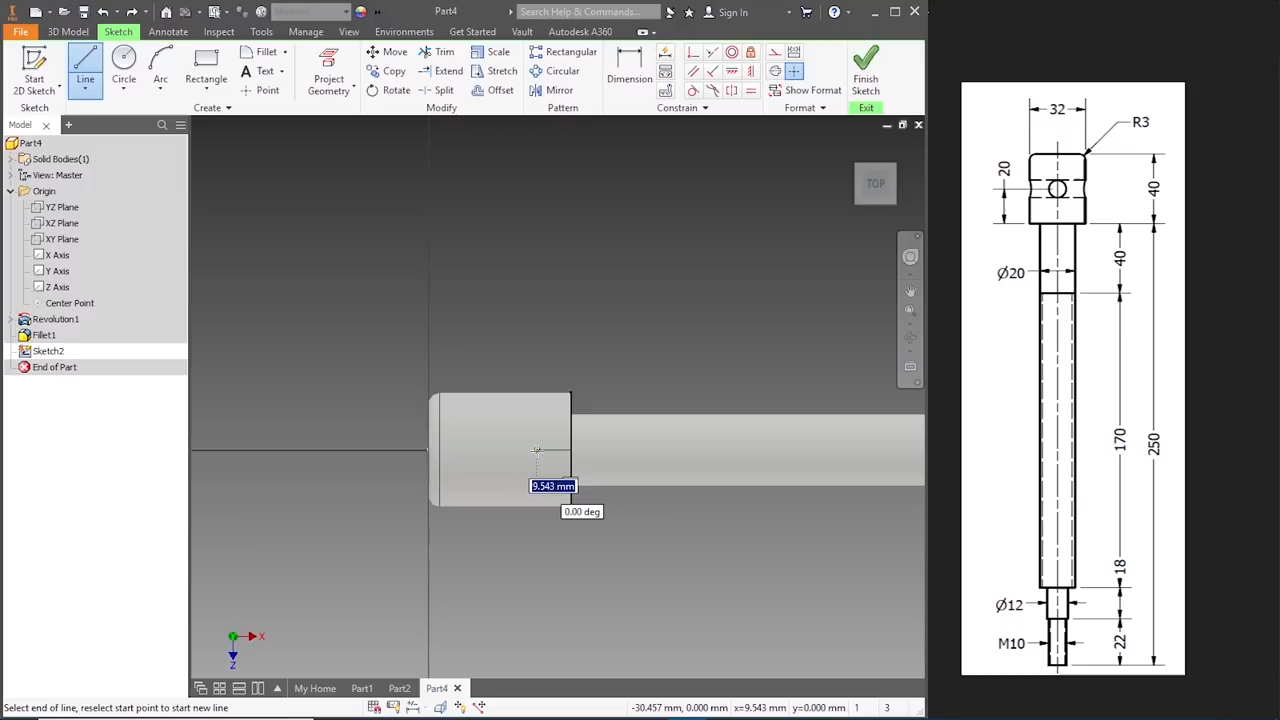 PRO
Material
Part4
Search Help & Commands...
Sign In
File
3D Model
Sketch
Annotate
Inspect
Tools
Manage
View
Environments
Get Started
Vault
Autodesk A360
Start
2D Sketch
Line
Circle
Arc
Rectangle
Fillet
Text
Point
Project
Geometry
Move
Trim
Scale
Copy
Extend
Stretch
Rotate
Split
Offset
Rectangular
Circular
Mirror
Dimension
Show Format
Finish
Sketch
Sketch
Create
Modify
Pattern
Constrain
Format
Exit
Model
Part4
Solid Bodies(1)
View: Master
Origin
YZ Plane
XZ Plane
XY Plane
X Axis
Y Axis
Z Axis
Center Point
Revolution1
Fillet1
Sketch2
End of Part
TOP
9.543 mm
0.00 deg
X
Z
My Home
Part1
Part2
Part4
Select end of line, reselect start point to start new line
-30.457 mm, 0.000 mm
x=9.543 mm
y=0.000 mm
1
3
32
R3
20
40
Ø20
40
170
250
18
Ø12
M10
22